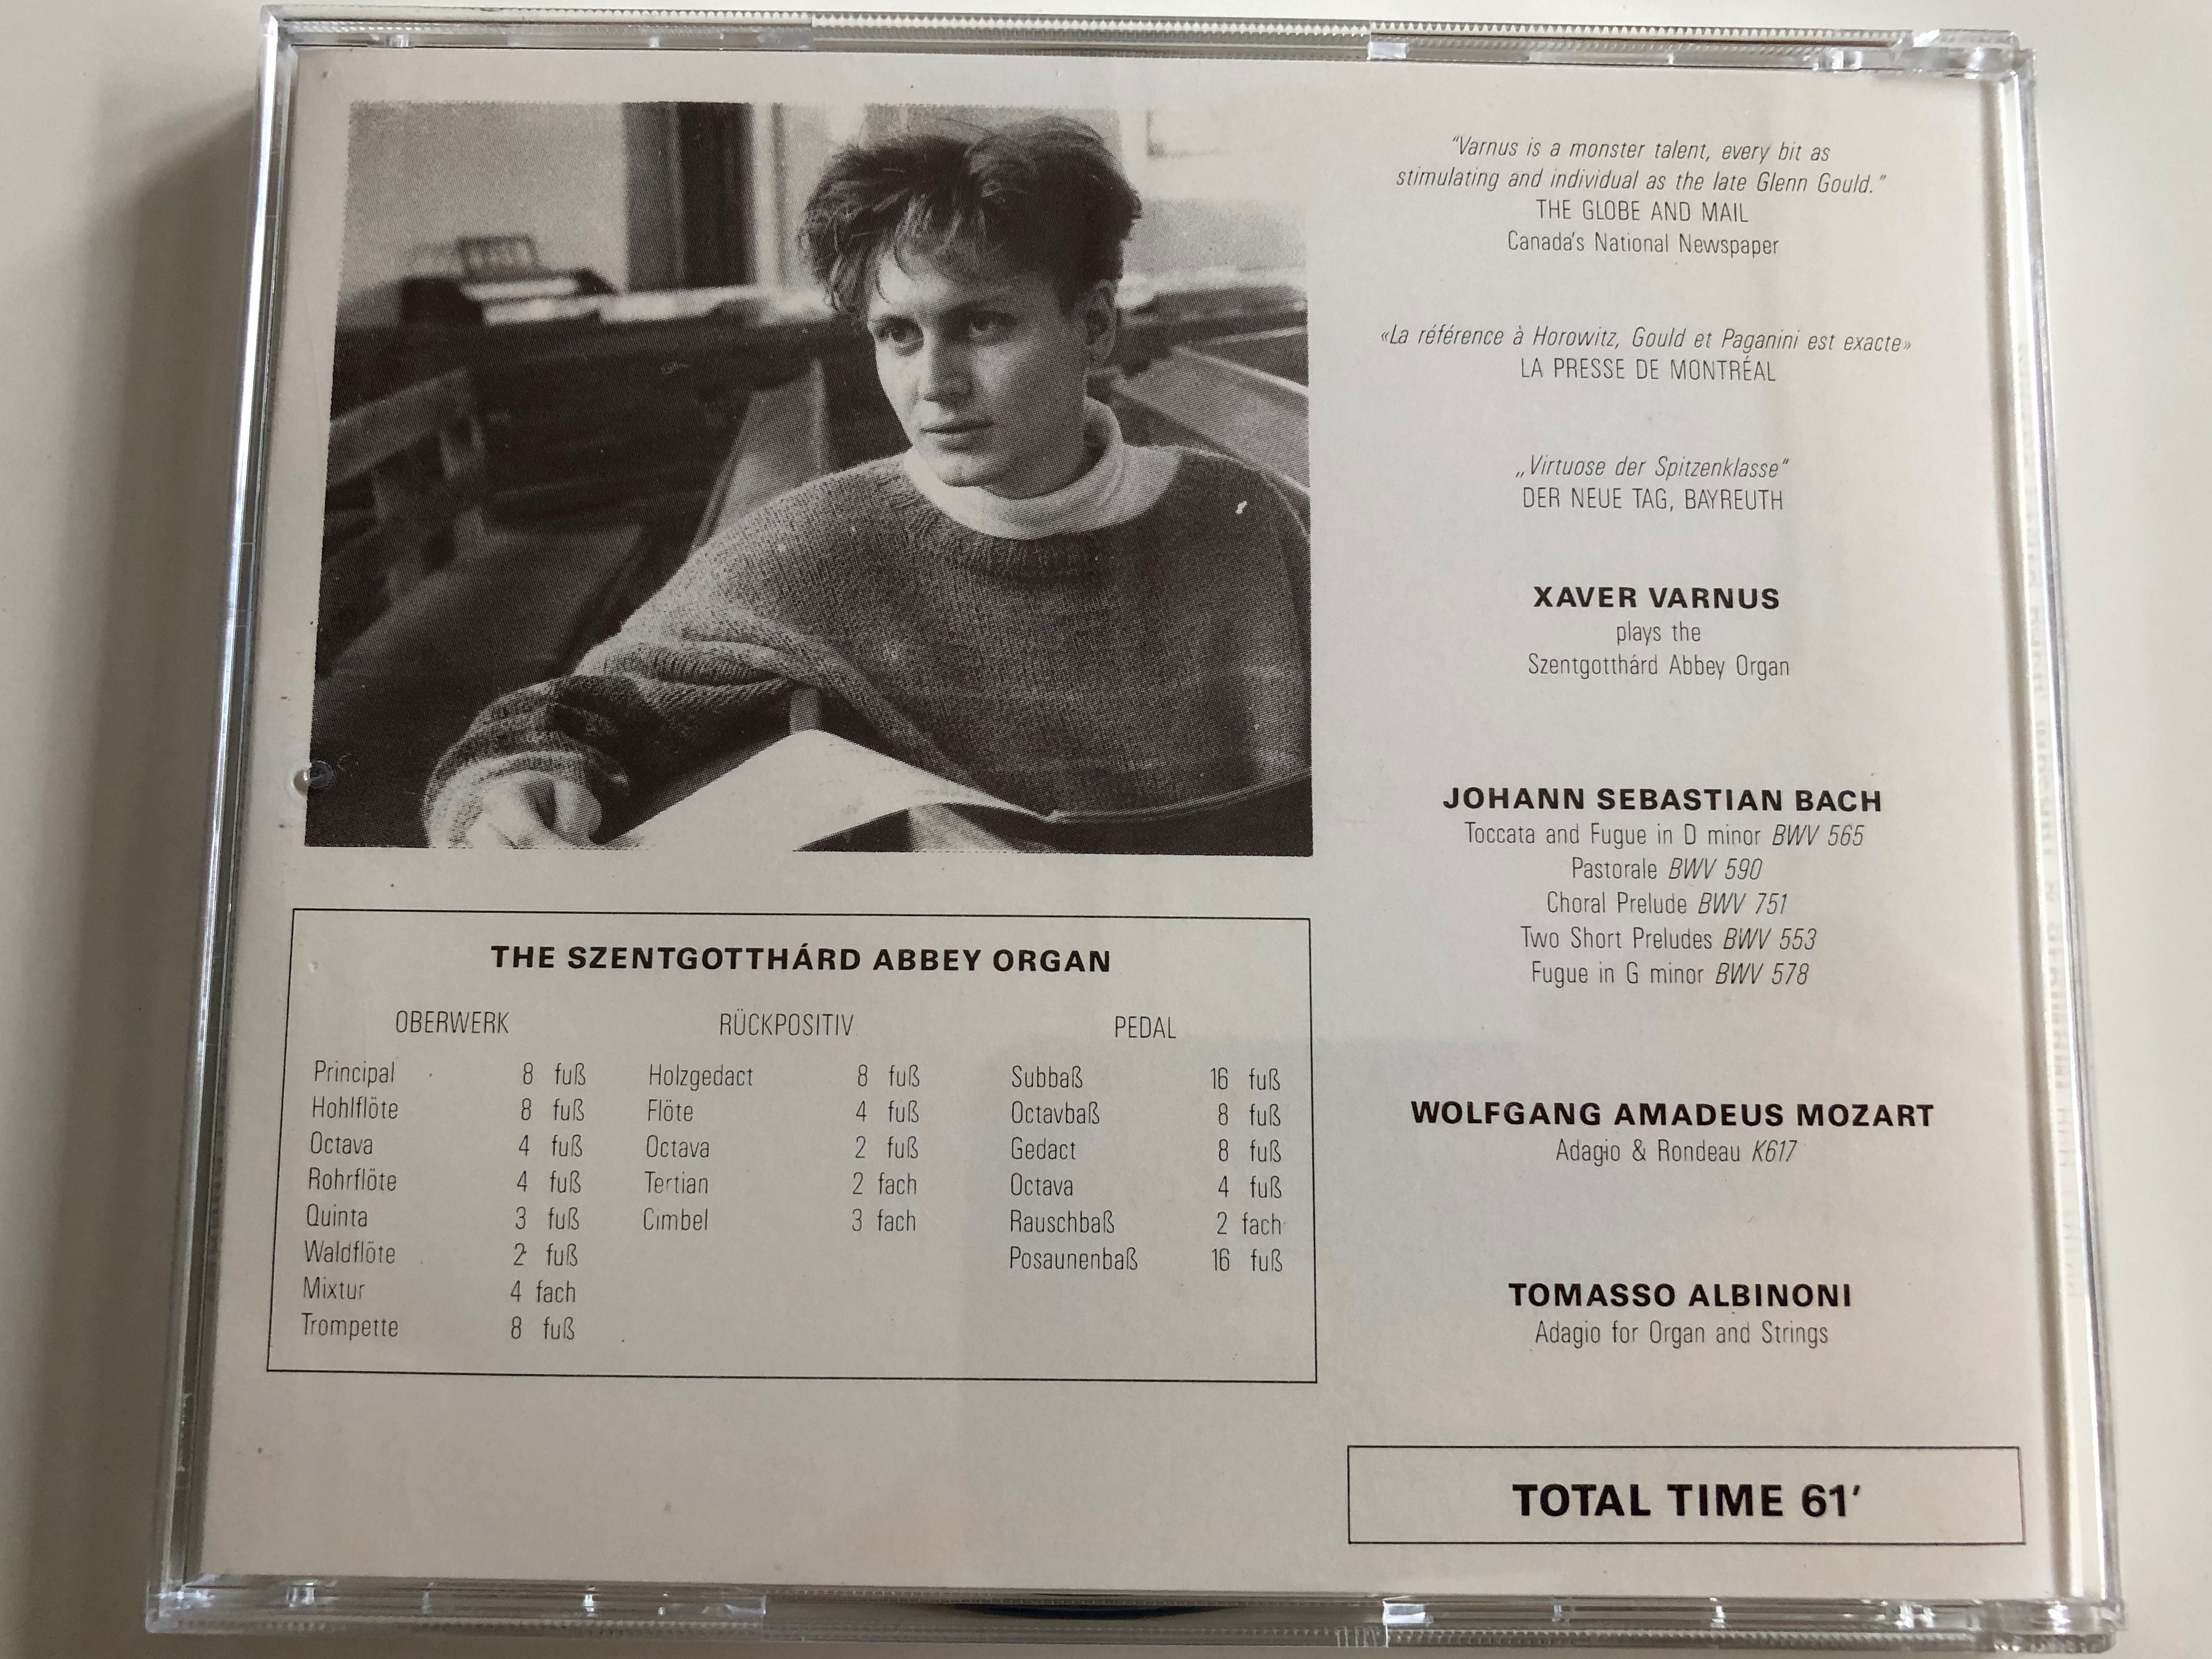 "Varnus is a monster talent, every bit as
stimulating and individual as the late Glenn Gould."
THE GLOBE AND MAIL
Canada's National Newspaper
«La référence à Horowitz, Gould et Paganini est exacte»
LA PRESSE DE MONTRÉAL
„Virtuose der Spitzenklasse"
DER NEUE TAG, BAYREUTH
XAVER VARNUS
plays the
Szentgotthárd Abbey Organ
JOHANN SEBASTIAN BACH
Toccata and Fugue in D minor BWV 565
Pastorale BWV 590
Choral Prelude BWV 751
Two Short Preludes BWV 553
Fugue in G minor BWV 578
WOLFGANG AMADEUS MOZART
Adagio & Rondeau K617
TOMASSO ALBINONI
Adagio for Organ and Strings
TOTAL TIME 61'
THE SZENTGOTTHÁRD ABBEY ORGAN
OBERWERK
Principal 8 fuß
Hohlflöte 8 fuß
Octava 4 fuß
Rohrflöte 4 fuß
Quinta 3 fuß
Waldflöte 2 fuß
Mixtur 4 fach
Trompette 8 fuß
RÜCKPOSITIV
Holzgedact 8 fuß
Flöte 4 fuß
Octava 2 fuß
Tertian 2 fach
Cimbel 3 fach
PEDAL
Subbaß 16 fuß
Octavbaß 8 fuß
Gedact 8 fuß
Octava 4 fuß
Rauschbaß 2 fach
Posaunenbaß 16 fuß